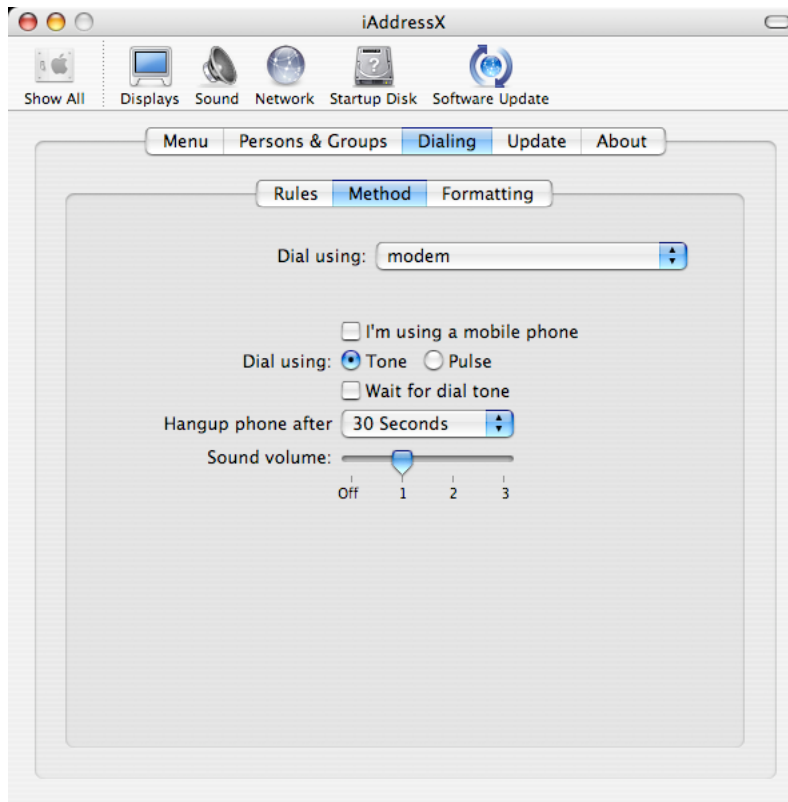 iAddressX
Show All Displays Sound Network Startup Disk Software Update
Menu Persons & Groups Dialing Update About
Rules Method Formatting
Dial using: modem
I'm using a mobile phone
Dial using: Tone Pulse
Wait for dial tone
Hangup phone after 30 Seconds
Sound volume:
Off 1 2 3